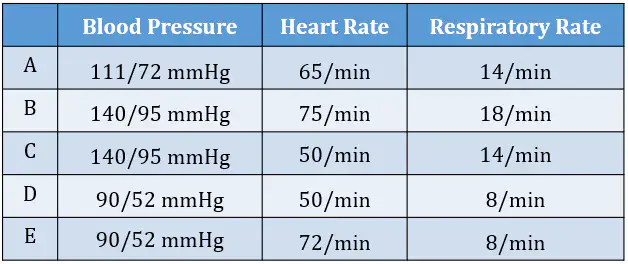 Blood Pressure Heart Rate Respiratory Rate
A 111/72 mmHg 65/min 14/min
B 140/95 mmHg 75/min 18/min
C 140/95 mmHg 50/min 14/min
D 90/52 mmHg 50/min 8/min
E 90/52 mmHg 72/min 8/min